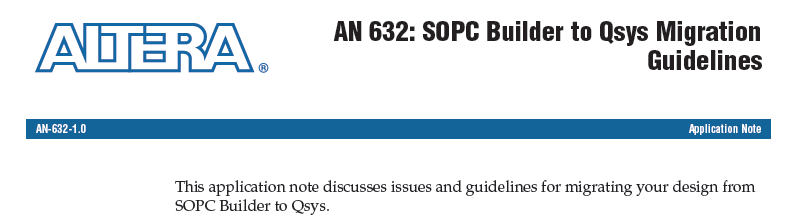 ALTERA®
AN 632: SOPC Builder to Qsys Migration
Guidelines
AN-632-1.0 Application Note
This application note discusses issues and guidelines for migrating your design from
SOPC Builder to Qsys.